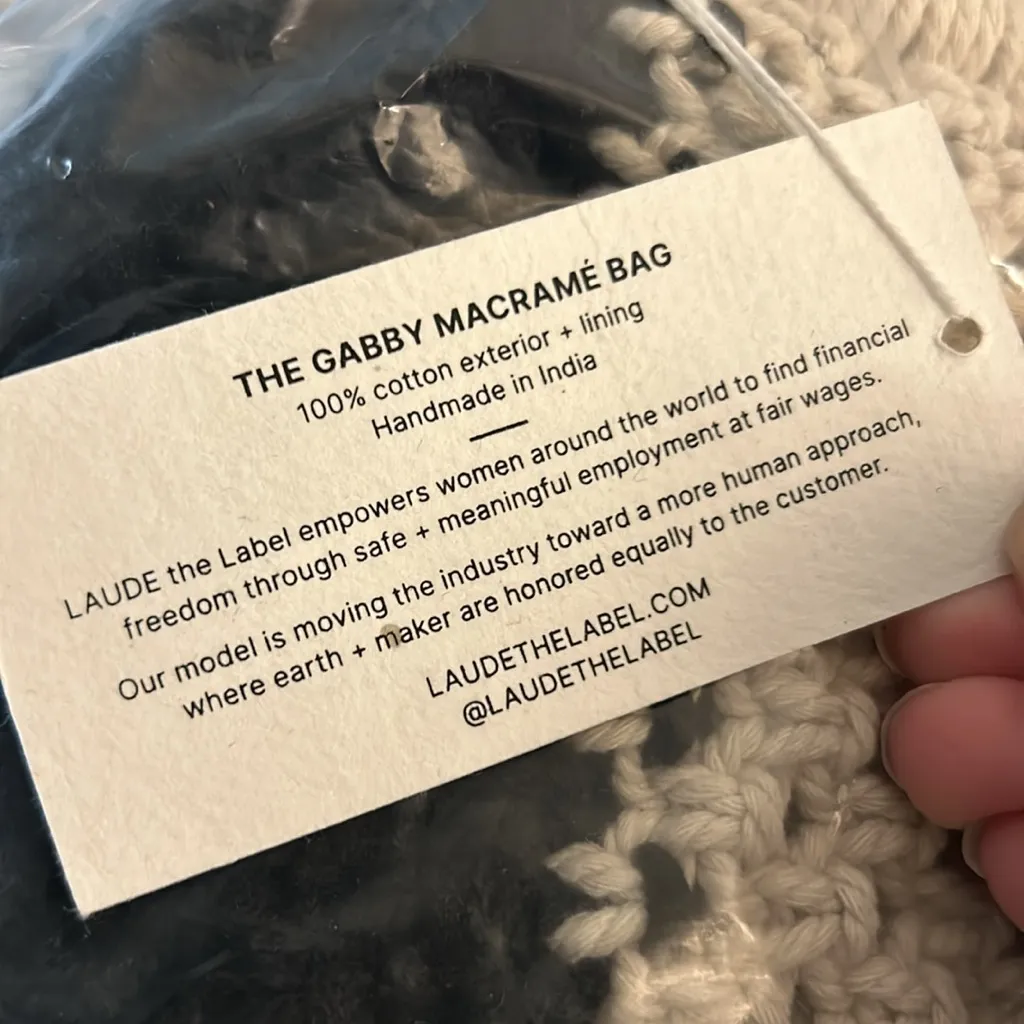 THE GABBY MACRAMÉ BAG
100% cotton exterior + lining
Handmade in India
LAUDE the Label empowers women around the world to find financial
freedom through safe + meaningful employment at fair wages.
Our model is moving the industry toward a more human approach,
where earth + maker are honored equally to the customer.
LAUDETHELABEL.COM
@LAUDETHELABEL